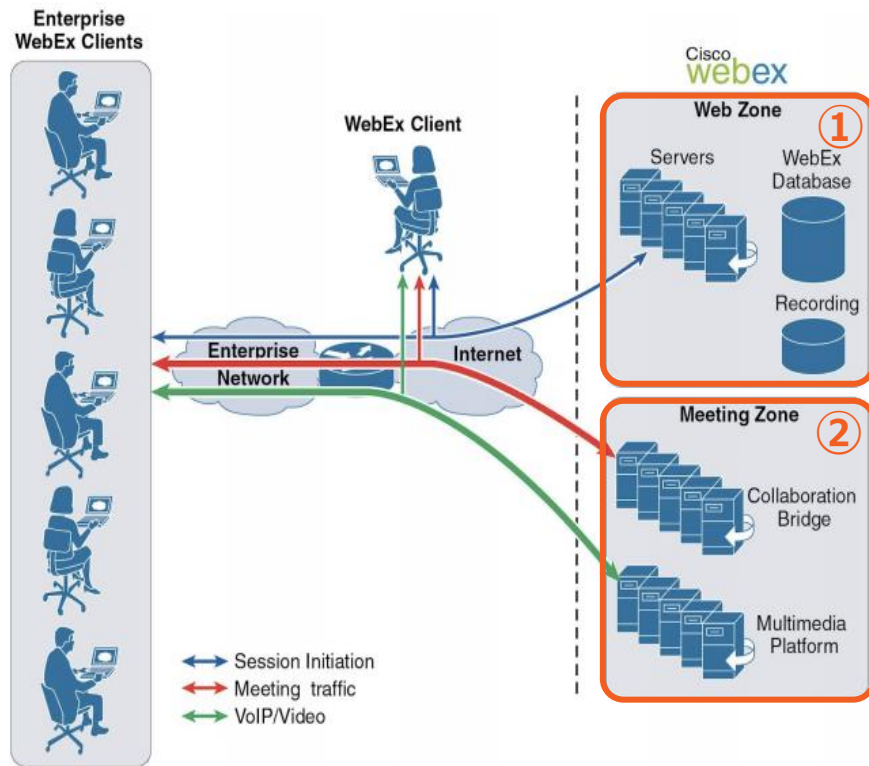 Enterprise
WebEx Clients
WebEx Client
Cisco
webex
Web Zone
①
Servers
WebEx
Database
Recording
Enterprise
Network
Internet
Meeting Zone
②
Collaboration
Bridge
Multimedia
Platform
Session Initiation
Meeting traffic
VoIP/Video